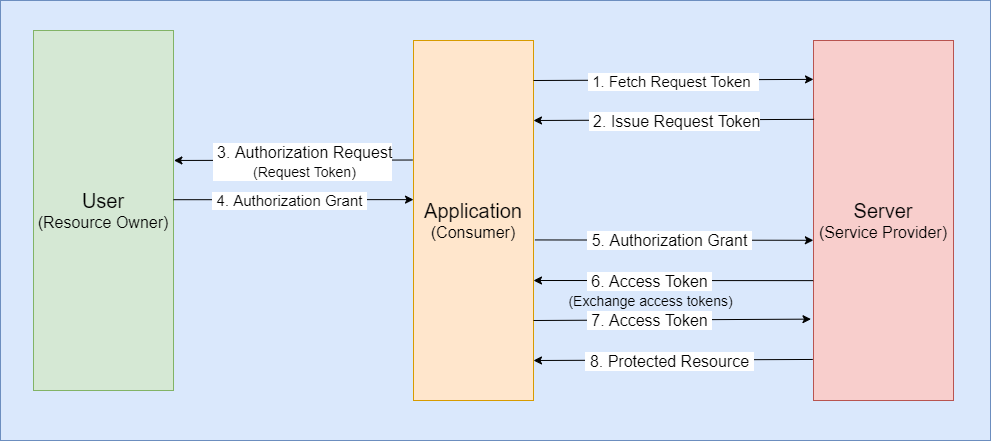 1. Fetch Request Token
2. Issue Request Token
3. Authorization Request
(Request Token)
4. Authorization Grant
User
(Resource Owner)
Application
(Consumer)
Server
(Service Provider)
5. Authorization Grant
6. Access Token
(Exchange access tokens)
7. Access Token
8. Protected Resource